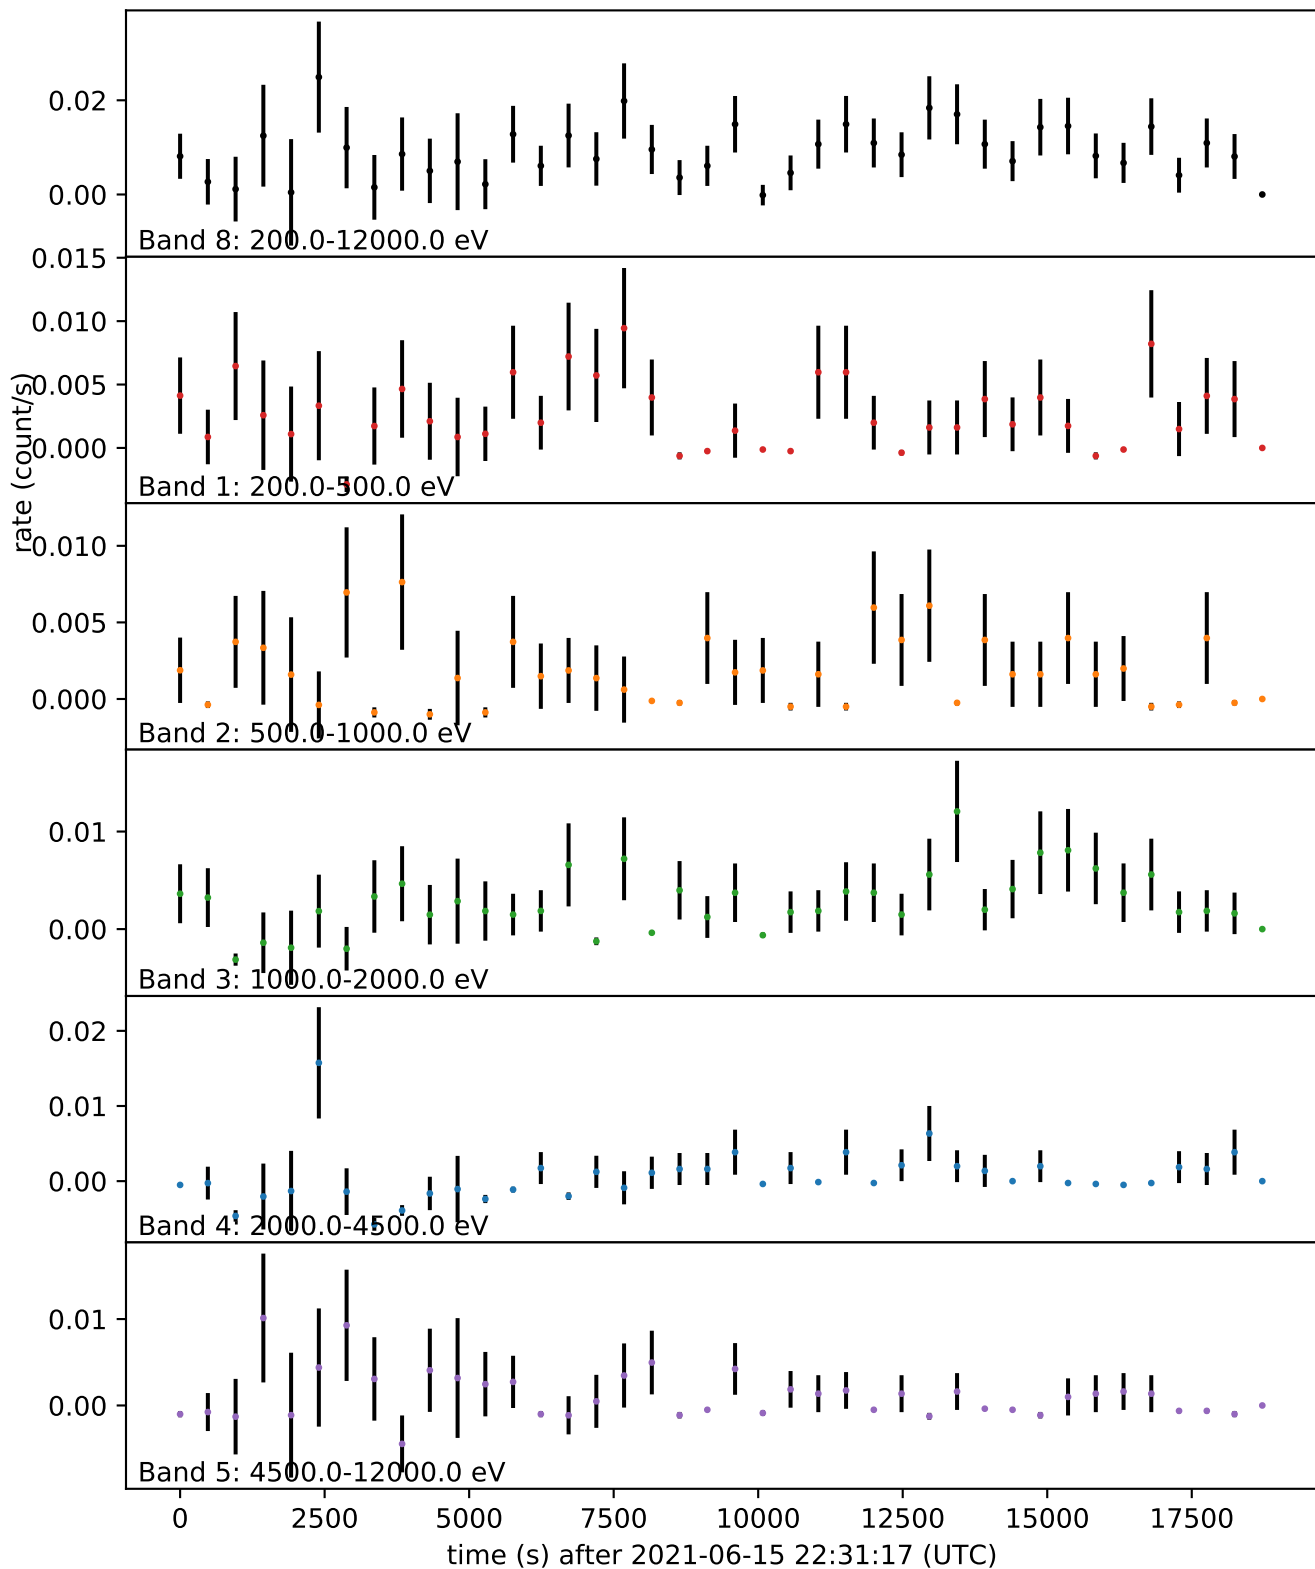 0.02
0.00
Band 8: 200.0-12000.0 eV
0.015
0.010
0.005
0.000
Band 1: 200.0-500.0 eV
rate (count/s)
0.010
0.005
0.000
Band 2: 500.0-1000.0 eV
0.01
0.00
Band 3: 1000.0-2000.0 eV
0.02
0.01
0.00
Band 4: 2000.0-4500.0 eV
0.01
0.00
Band 5: 4500.0-12000.0 eV
0 2500 5000 7500 10000 12500 15000 17500
time (s) after 2021-06-15 22:31:17 (UTC)